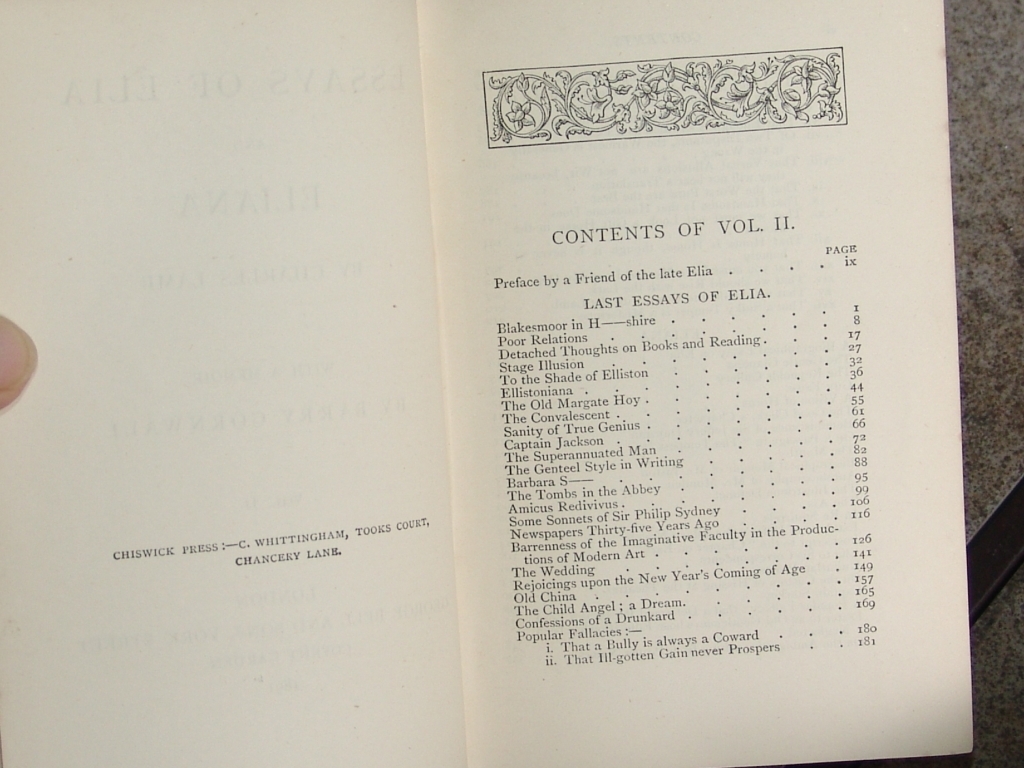 CHISWICK PRESS:—C. WHITTINGHAM, TOOKS COURT,
CHANCERY LANE.
CONTENTS OF VOL. II.
PAGE
Preface by a Friend of the late Elia . . . . ix
LAST ESSAYS OF ELIA.
Blakesmoor in H——shire . . . . . . 1
Poor Relations . . . . . . 8
Detached Thoughts on Books and Reading . . . 17
Stage Illusion . . . . . . 27
To the Shade of Elliston . . . . . 32
Ellistoniana . . . . . . 36
The Old Margate Hoy . . . . . 44
The Convalescent . . . . . . 55
Sanity of True Genius . . . . . 61
Captain Jackson . . . . . . 66
The Superannuated Man . . . . . 72
The Genteel Style in Writing . . . . 82
Barbara S—— . . . . . . 88
The Tombs in the Abbey . . . . . 95
Amicus Redivivus . . . . . . 99
Some Sonnets of Sir Philip Sydney . . . 106
Newspapers Thirty-five Years Ago . . . 116
Barrenness of the Imaginative Faculty in the Produc-
tions of Modern Art . . . . . 126
The Wedding . . . . . . 141
Rejoicings upon the New Year's Coming of Age . 149
Old China . . . . . . 157
The Child Angel; a Dream. . . . . 165
Confessions of a Drunkard . . . . . 169
Popular Fallacies:—
i. That a Bully is always a Coward . . . 180
ii. That Ill-gotten Gain never Prospers . . 181